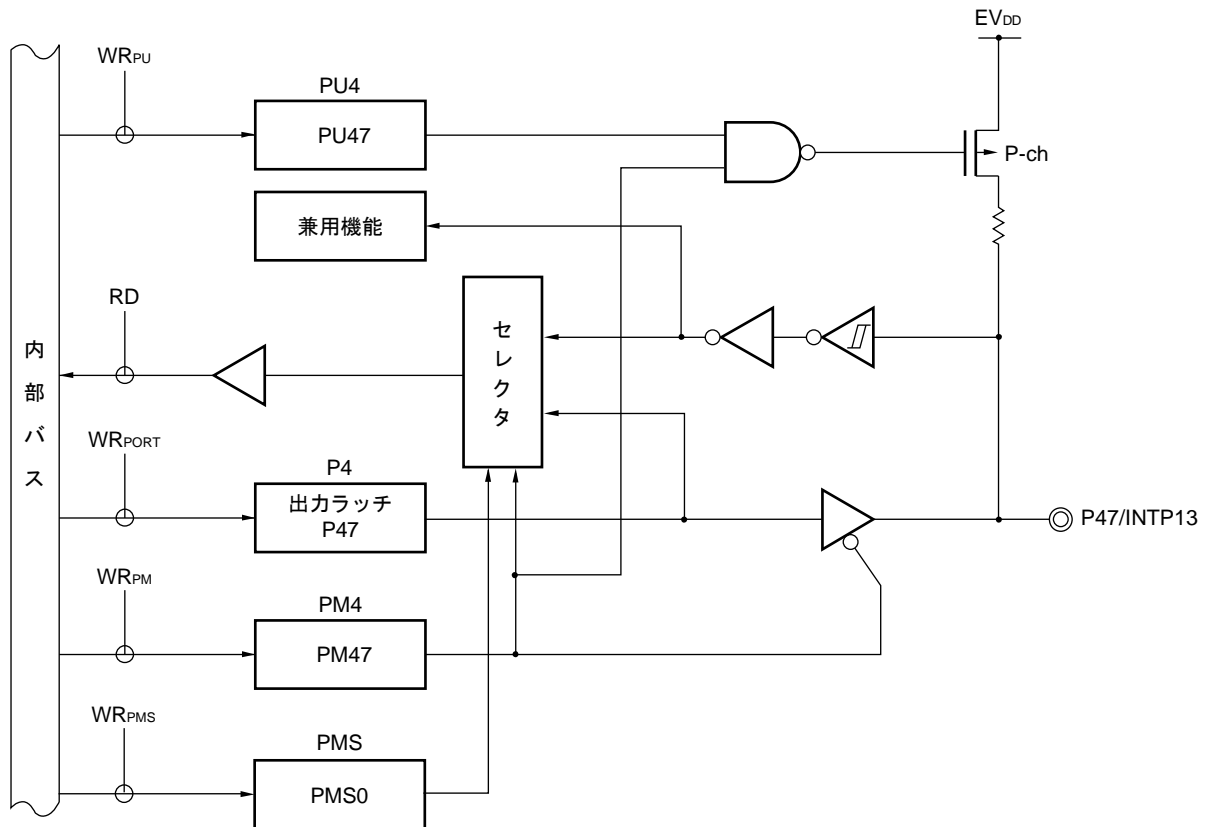 EVDD
WRPU
PU4
PU47
P-ch
兼用機能
RD
セレクタ
内部バス
WRPORT
P4
出力ラッチ
P47
P47/INTP13
WRPM
PM4
PM47
WRPMS
PMS
PMS0